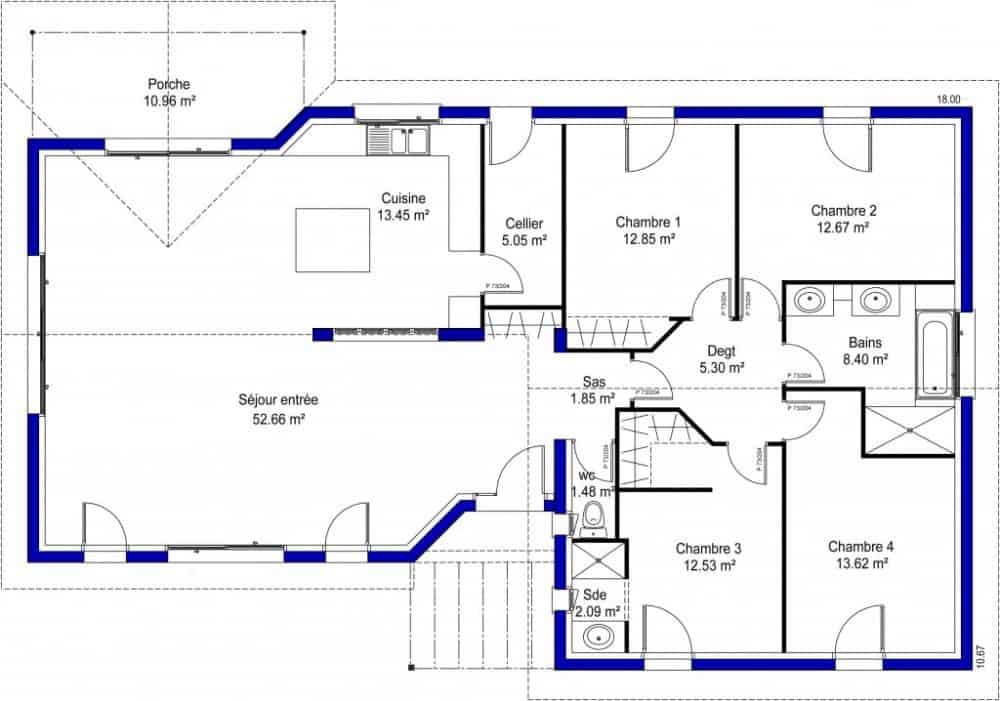 Porche
10.96 m²
18.00
Cuisine
13.45 m²
Cellier
5.05 m²
Chambre 1
12.85 m²
Chambre 2
12.67 m²
P 73/204
P 73/204
P 73/204
Degt
5.30 m²
Bains
8.40 m²
P 73/204
Sas
1.85 m²
P 73/204
P 73/204
Séjour entrée
52.66 m²
P 73/204
P 73/204
wc
1.48 m²
Chambre 3
12.53 m²
Chambre 4
13.62 m²
Sde
2.09 m²
10.67